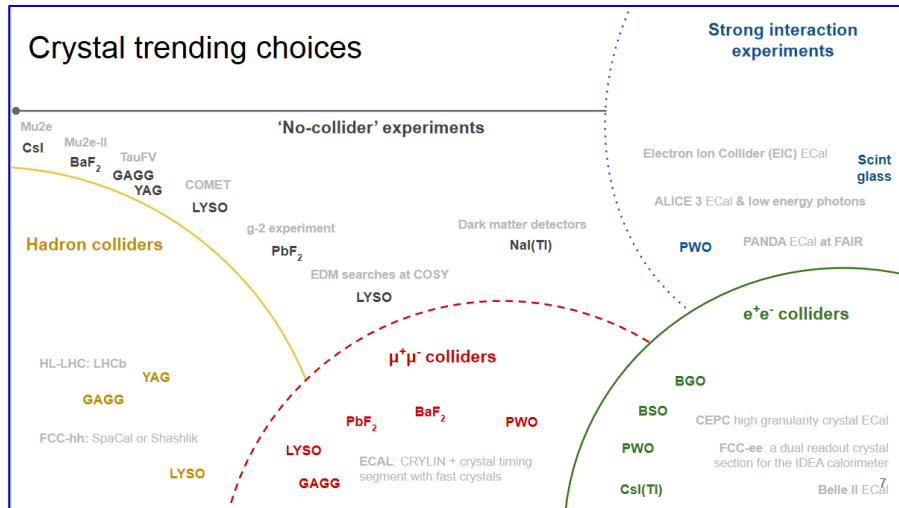 Crystal trending choices
Strong interaction
experiments
'No-collider' experiments
Mu2e
CsI
Mu2e-II
BaF₂
TauFV
GAGG
YAG
COMET
LYSO
g-2 experiment
PbF₂
EDM searches at COSY
LYSO
Dark matter detectors
NaI(Tl)
Electron Ion Collider (EIC) ECal
Scint
glass
ALICE 3 ECal & low energy photons
PWO
PANDA ECal at FAIR
Hadron colliders
HL-LHC: LHCb
YAG
GAGG
FCC-hh: SpaCal or Shashlik
LYSO
μ⁺μ⁻ colliders
PbF₂
BaF₂
PWO
LYSO
GAGG
ECAL: CRYLIN + crystal timing
segment with fast crystals
e⁺e⁻ colliders
BGO
BSO
CEPC high granularity crystal ECal
PWO
FCC-ee: a dual readout crystal
section for the IDEA calorimeter
CsI(Tl)
Belle II ECal
7